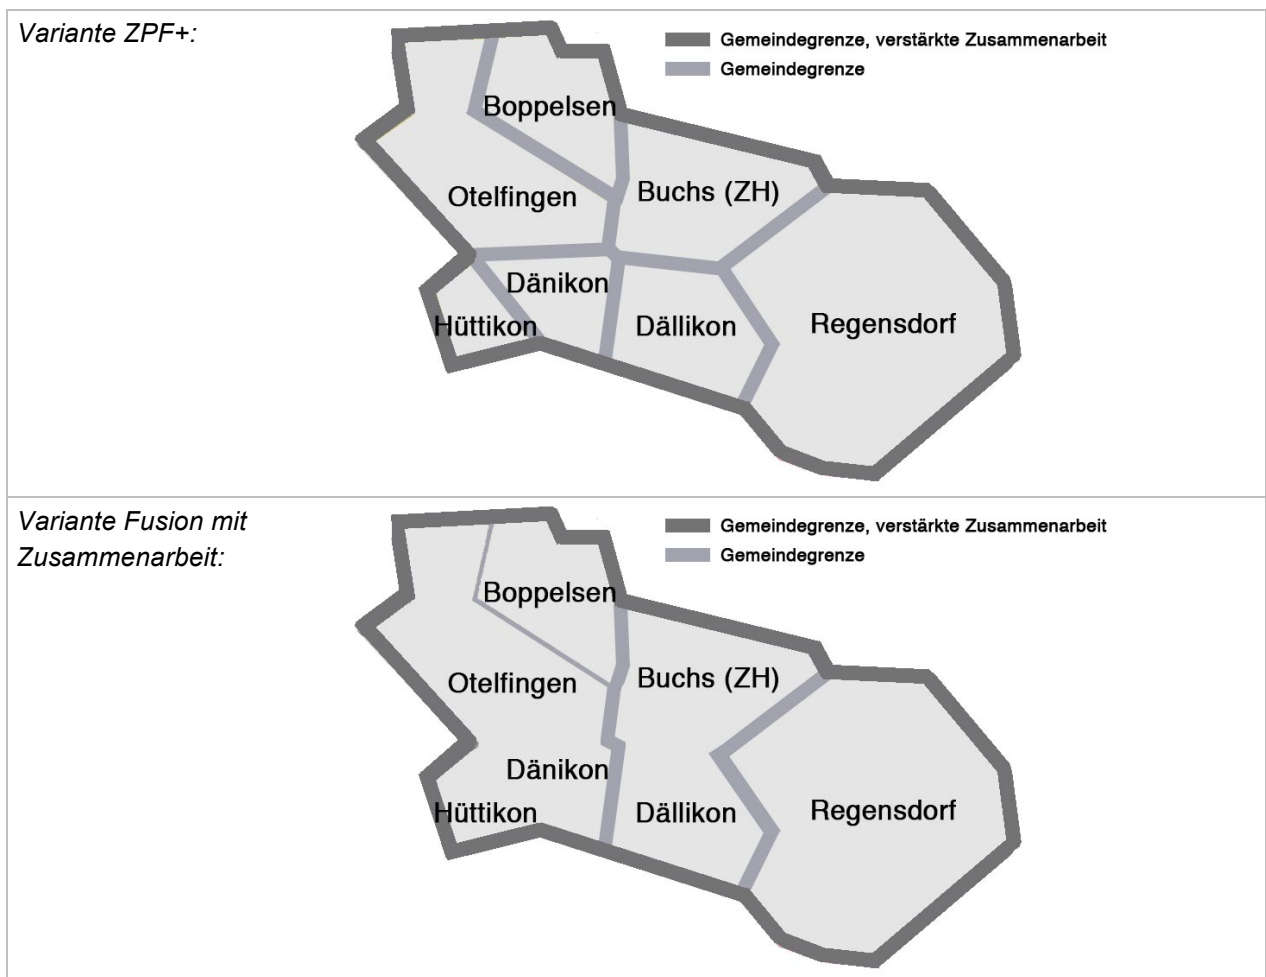 Variante ZPF+:
Gemeindegrenze, verstärkte Zusammenarbeit
Gemeindegrenze
Boppelsen
Otelfingen
Buchs (ZH)
Dänikon
Hüttikon
Dällikon
Regensdorf
Variante Fusion mit
Zusammenarbeit:
Gemeindegrenze, verstärkte Zusammenarbeit
Gemeindegrenze
Boppelsen
Otelfingen
Buchs (ZH)
Dänikon
Hüttikon
Dällikon
Regensdorf